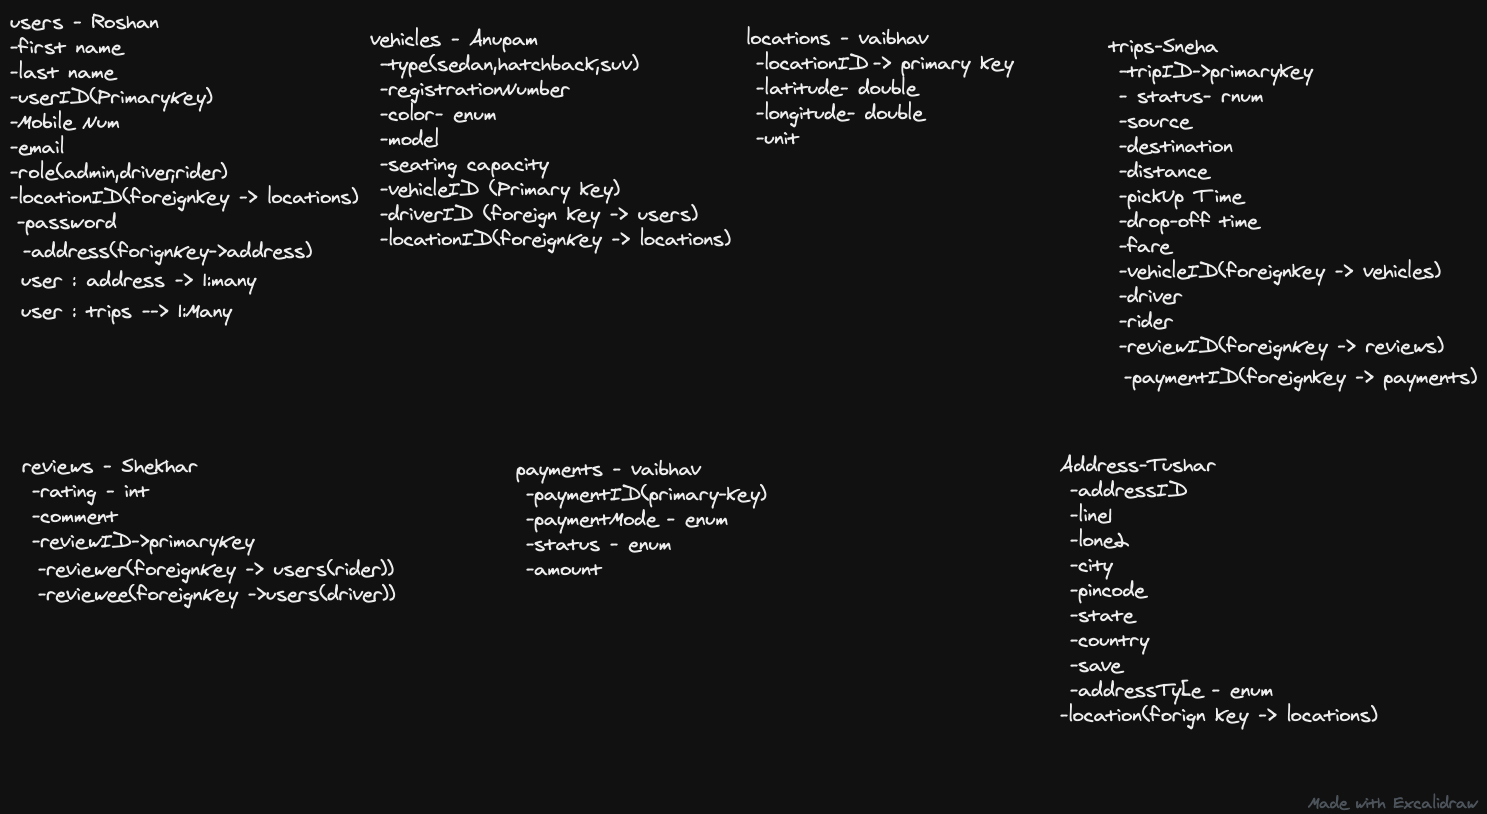 users - Roshan
-first name
-last name
-userID(PrimaryKey)
-Mobile Num
-email
-role(admin,driver,rider)
-locationID(foreignKey -> locations)
-password
-address(forignKey->address)
user : address -> 1:many
user : trips --> 1:Many
vehicles - Anupam
-type(sedan,hatchback,suv)
-registrationNumber
-color- enum
-model
-seating capacity
-vehicleID (Primary Key)
-driverID (foreign key -> users)
-locationID(foreignKey -> locations)
locations - vaibhav
-locationID -> primary Key
-latitude- double
-longitude- double
-unit
trips-Sneha
-tripID->primaryKey
- status- rnum
-source
-destination
-distance
-pickUp Time
-drop-off time
-fare
-vehicleID(foreignKey -> vehicles)
-driver
-rider
-reviewID(foreignKey -> reviews)
-paymentID(foreignKey -> payments)
reviews - Shekhar
-rating - int
-comment
-reviewID->primaryKey
-reviewer(foreignKey -> users(rider))
-reviewee(foreignKey ->users(driver))
payments - vaibhav
-paymentID(primary-key)
-paymentMode - enum
-status - enum
-amount
Address-Tushar
-addressID
-line1
-lone2
-city
-pincode
-state
-country
-save
- enum
-location(forign key -> locations)
Made with Excalidraw